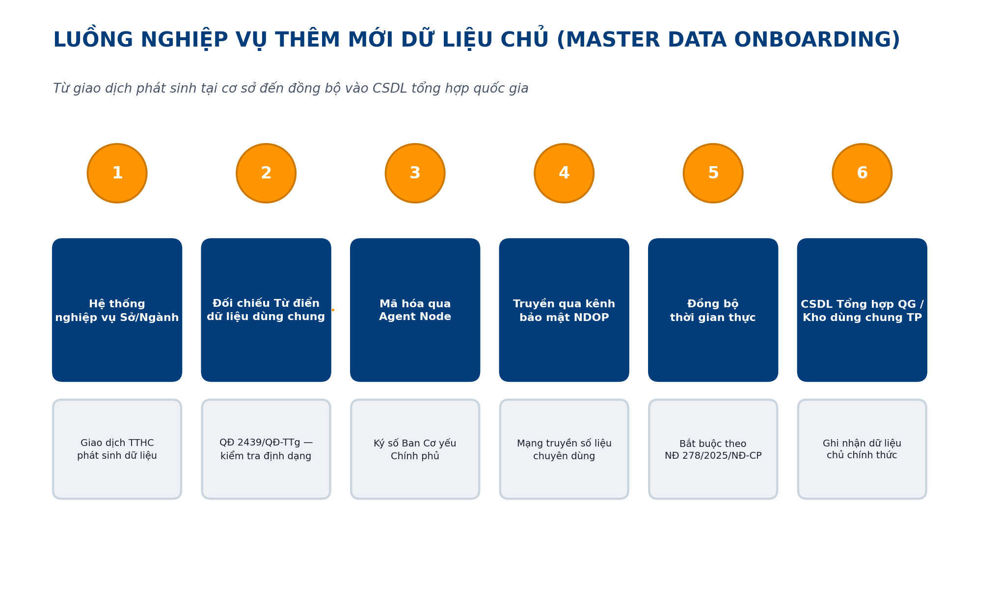 LUỒNG NGHIỆP VỤ THÊM MỚI DỮ LIỆU CHỦ (MASTER DATA ONBOARDING)
Từ giao dịch phát sinh tại cơ sở đến đồng bộ vào CSDL tổng hợp quốc gia
1
2
3
4
5
6
Hệ thống
nghiệp vụ Sở/Ngành
Đối chiếu Từ điển
dữ liệu dùng chung
Mã hóa qua
Agent Node
Truyền qua kênh
bảo mật NDOP
Đồng bộ
thời gian thực
CSDL Tổng hợp QG /
Kho dùng chung TP
Giao dịch TTHC
phát sinh dữ liệu
QĐ 2439/QĐ-TTg —
kiểm tra định dạng
Ký số Ban Cơ yếu
Chính phủ
Mạng truyền số liệu
chuyên dùng
Bắt buộc theo
NĐ 278/2025/NĐ-CP
Ghi nhận dữ liệu
chủ chính thức